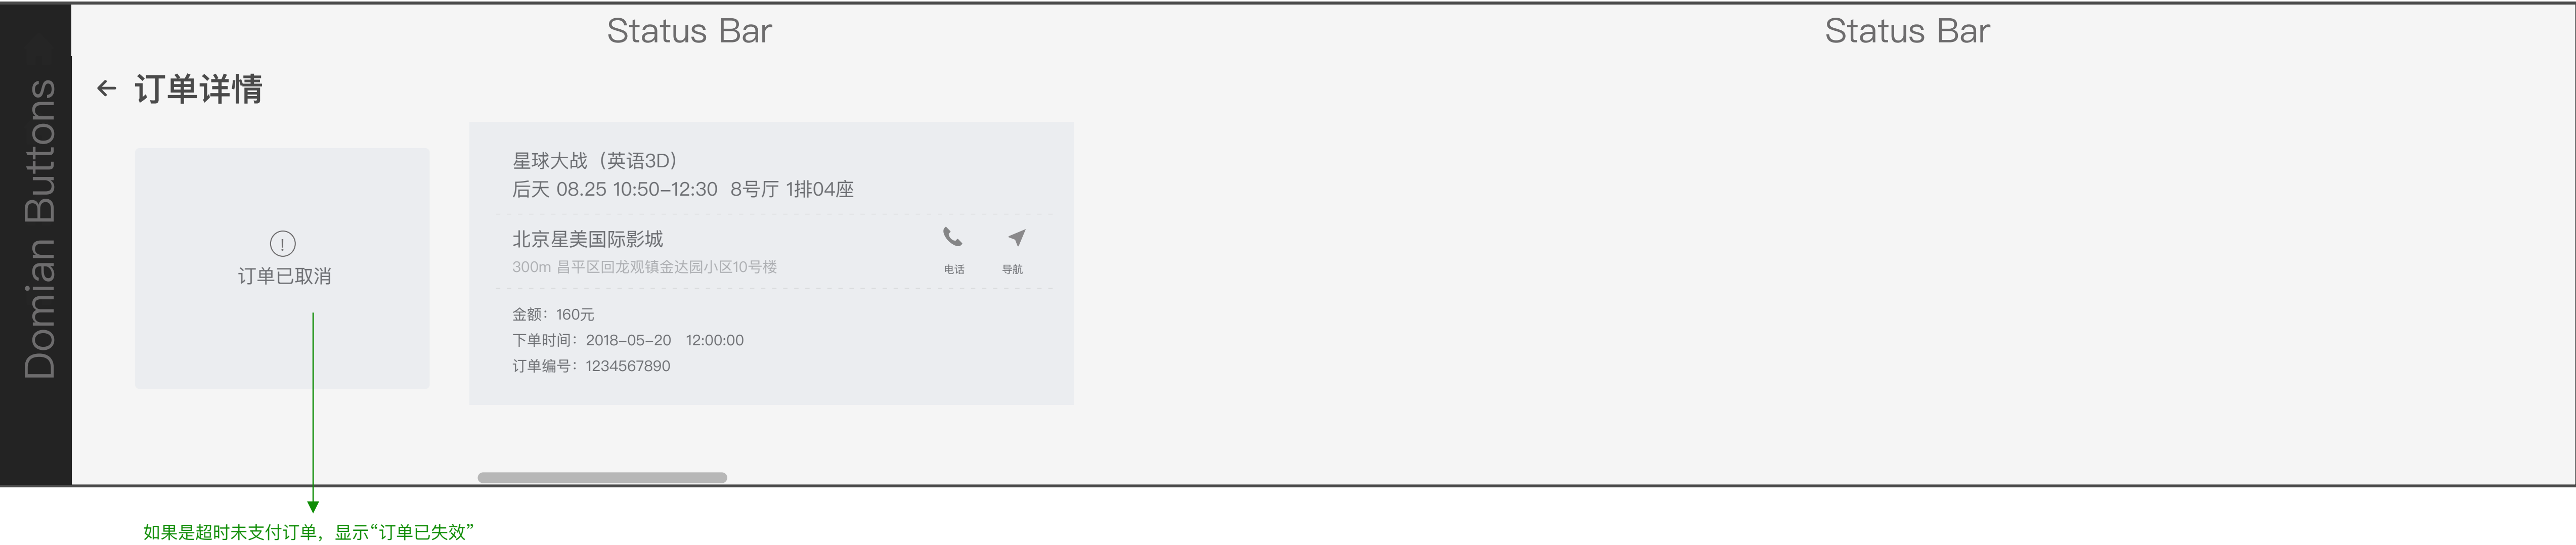 Status Bar
Status Bar
Domian Buttons
订单详情
订单已取消
星球大战（英语3D）
后天 08.25 10:50-12:30 8号厅 1排04座
北京星美国际影城
300m 昌平区回龙观镇金达园小区10号楼
电话
导航
金额：160元
下单时间：2018-05-20 12:00:00
订单编号：1234567890
如果是超时未支付订单，显示“订单已失效”